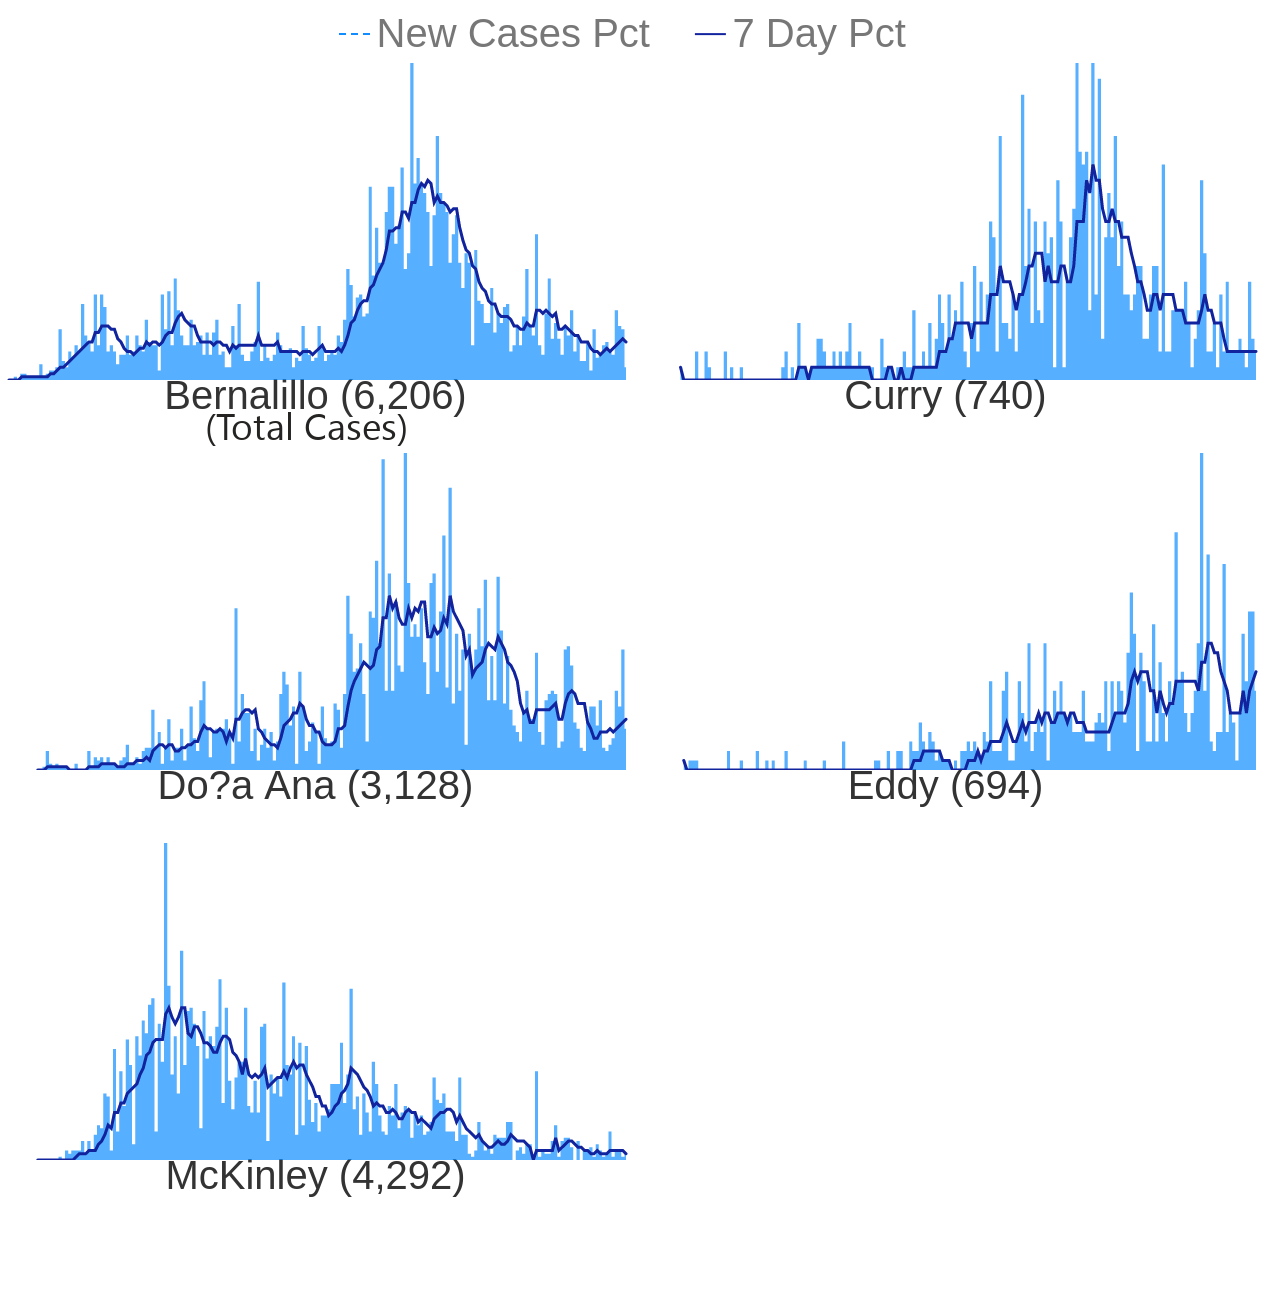 New Cases Pct 7 Day Pct
Bernalillo (6,206)
(Total Cases)
Curry (740)
Do?a Ana (3,128)
Eddy (694)
McKinley (4,292)